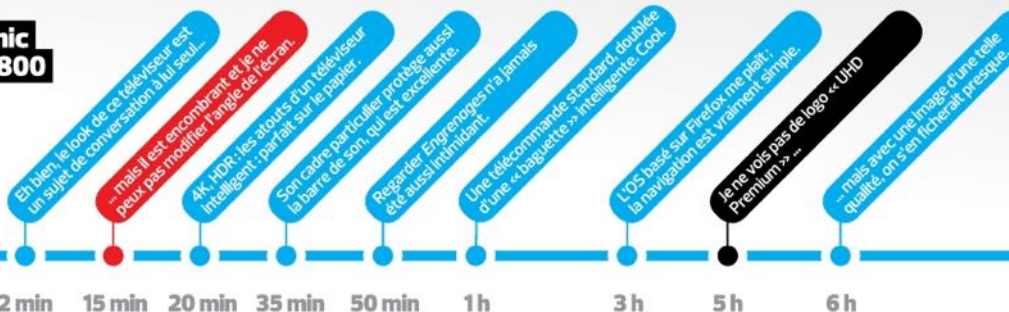 nic
800
Eh bien, le look de ce téléviseur est
un sujet de conversation à lui seul...
... mais il est encombrant et je ne
peux pas modifier l'angle de l'écran.
4K, HDR : les atouts d'un téléviseur
intelligent : parfait sur le papier.
Son cadre particulier protège aussi
la barre de son, qui est excellente.
Regarder Engrenages n'a jamais
été aussi intimidant.
Une télécommande standard, doublée
d'une « baguette » intelligente. Cool.
L'OS basé sur Firefox me plaît ;
la navigation est vraiment simple.
Je ne vois pas de logo « UHD
Premium » ...
... mais avec une image d'une telle
qualité, on s'en ficherait presque.
2 min
15 min
20 min
35 min
50 min
1 h
3 h
5 h
6 h